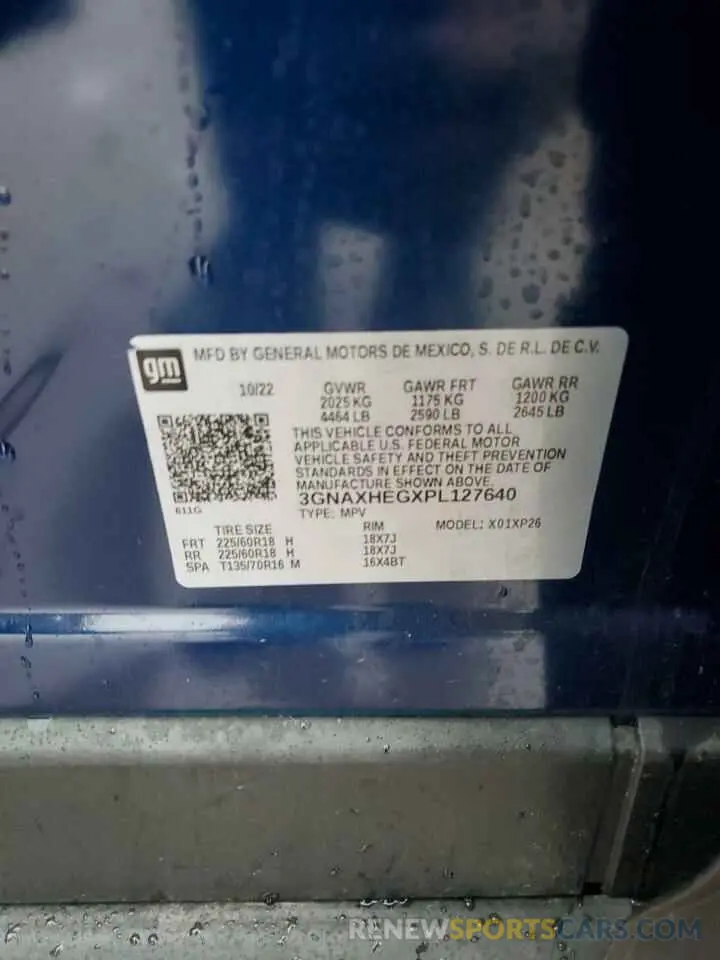 gm MFD BY GENERAL MOTORS DE MEXICO, S. DE R.L. DE C.V.
10/22 GVWR GAWR FRT GAWR RR
2025 KG 1175 KG 1200 KG
4464 LB 2590 LB 2645 LB
THIS VEHICLE CONFORMS TO ALL
APPLICABLE U.S. FEDERAL MOTOR
VEHICLE SAFETY AND THEFT PREVENTION
STANDARDS IN EFFECT ON THE DATE OF
MANUFACTURE SHOWN ABOVE.
3GNAXHEGXPL127640
611G TYPE: MPV MODEL: X01XP26
TIRE SIZE RIM
FRT 225/60R18 H 18X7J
RR 225/60R18 H 18X7J
SPA T135/70R16 M 16X4BT
RENEWSPORTSCARS.COM